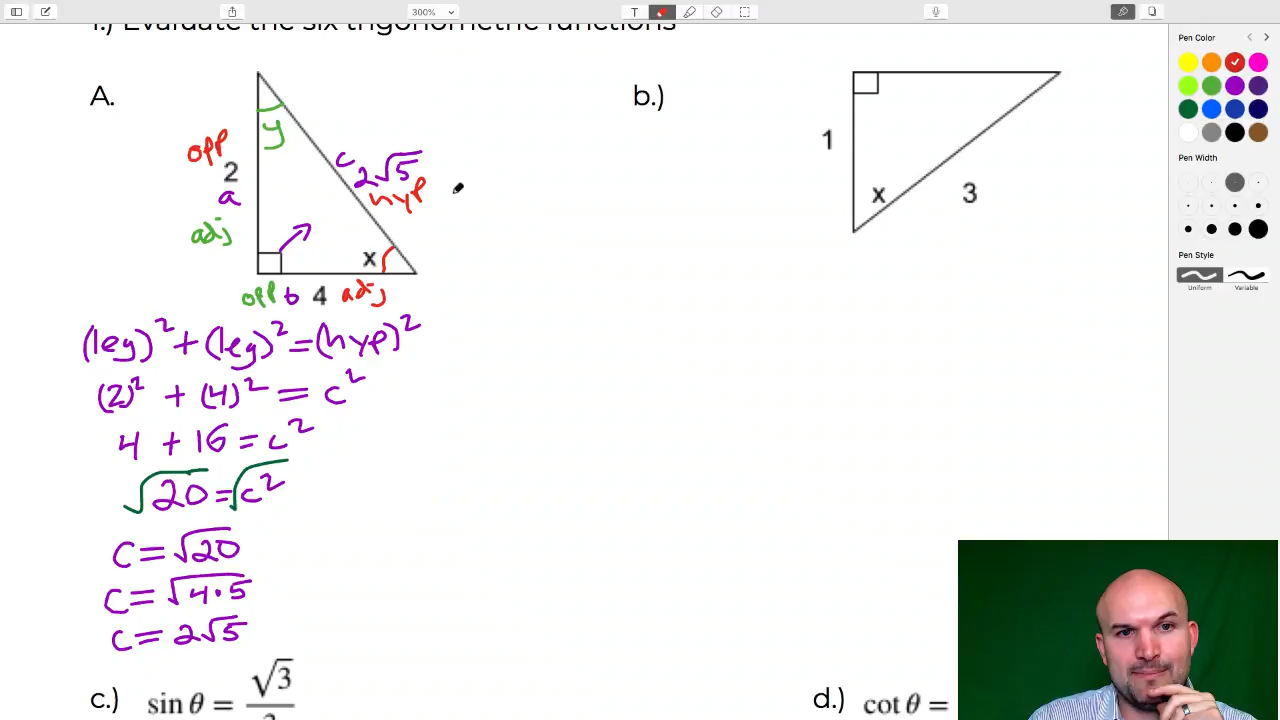 300%
T
1.) Evaluate the six trigonometric functions
A.
y
opp
2
a
adj
c
2√5
hyp
x
opp b 4 adj
(leg)² + (leg)² = (hyp)²
(2)² + (4)² = c²
4 + 16 = c²
√20 = √c²
c = √20
c = √4·5
c = 2√5
b.)
1
x
3
c.) sin θ = √3
d.) cot θ =
Pen Color
Pen Width
Pen Style
Uniform
Variable